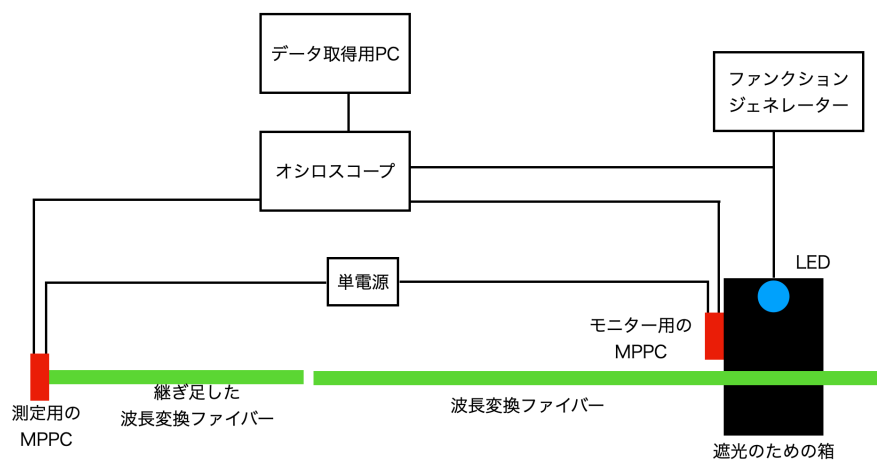 データ取得用PC
ファンクション
ジェネレーター
オシロスコープ
LED
単電源
モニター用の
MPPC
継ぎ足した
波長変換ファイバー
波長変換ファイバー
測定用の
MPPC
遮光のための箱